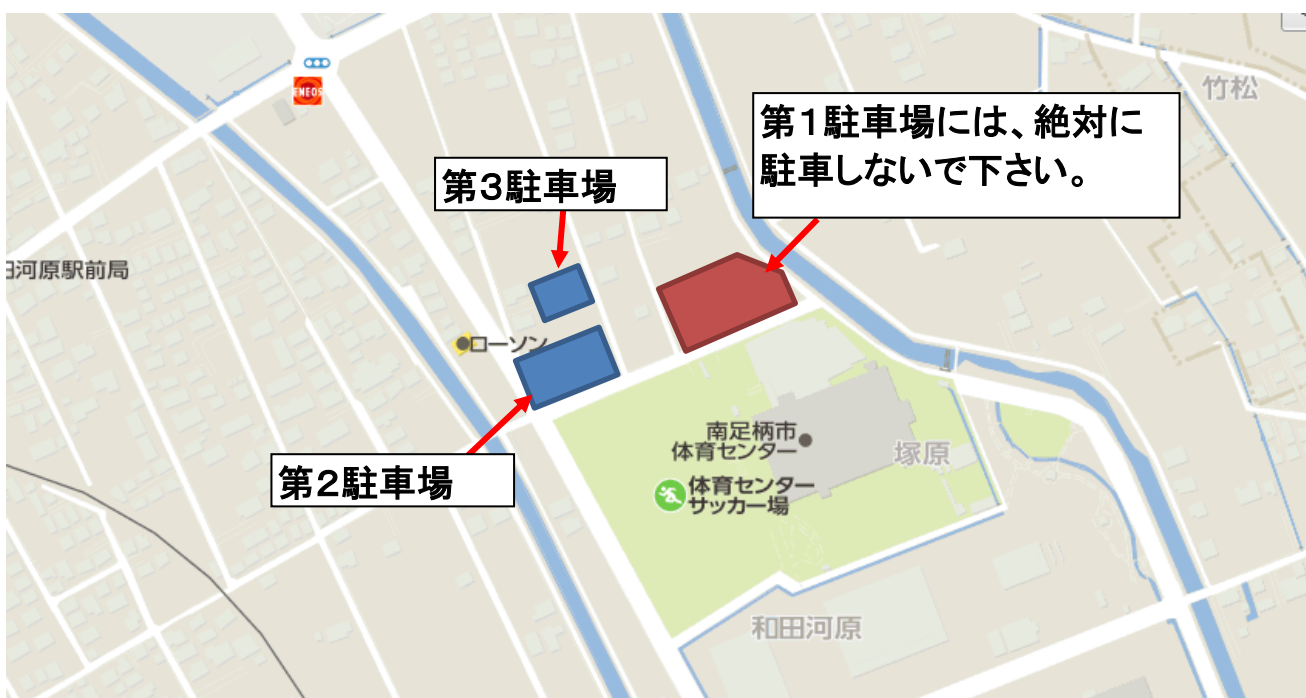 竹松
ENEOS
第1駐車場には、絶対に
駐車しないで下さい。
第3駐車場
田河原駅前局
ローソン
南足柄市
体育センター
塚原
第2駐車場
体育センター
サッカー場
和田河原